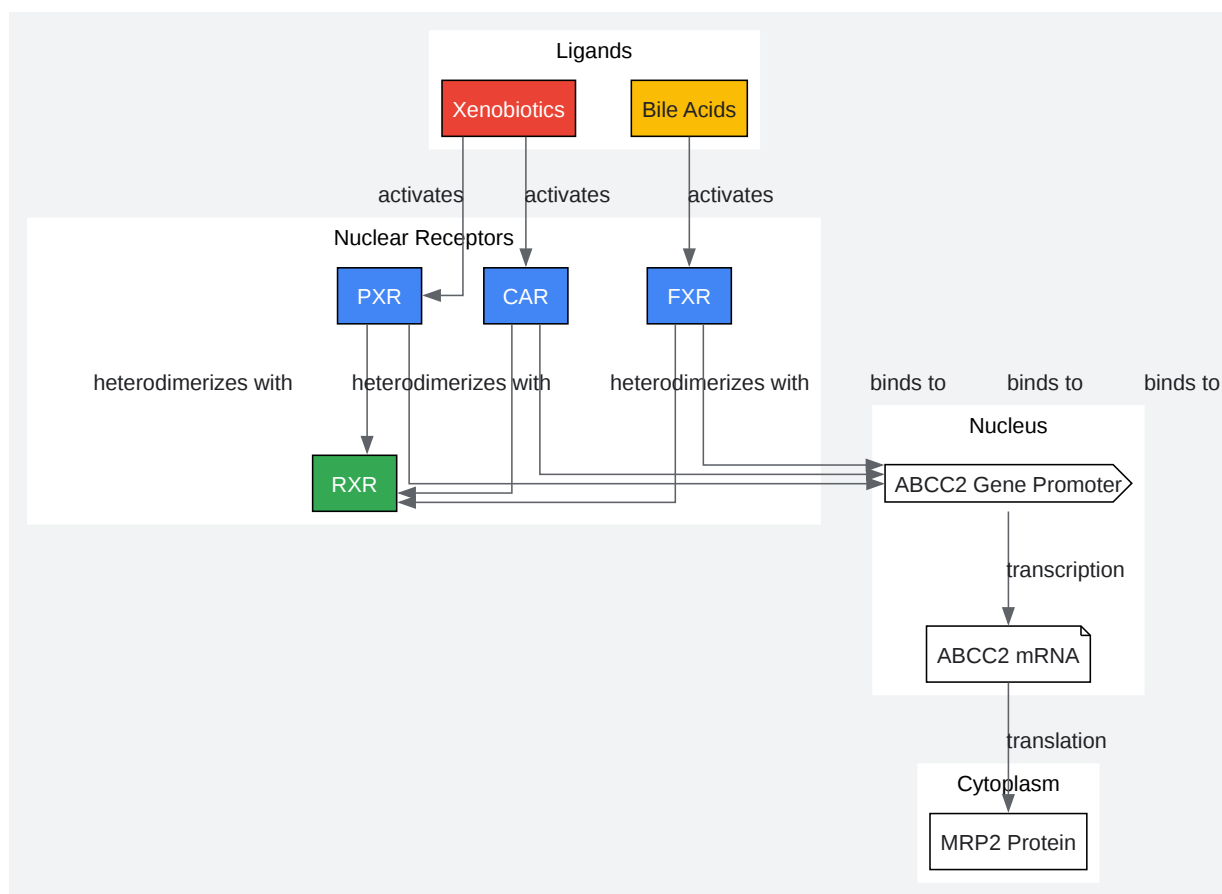 Ligands
Xenobiotics
Bile Acids
activates
activates
activates
Nuclear Receptors
PXR
CAR
FXR
heterodimerizes with
heterodimerizes with
heterodimerizes with
binds to
binds to
binds to
Nucleus
RXR
ABCC2 Gene Promoter
transcription
ABCC2 mRNA
translation
Cytoplasm
MRP2 Protein